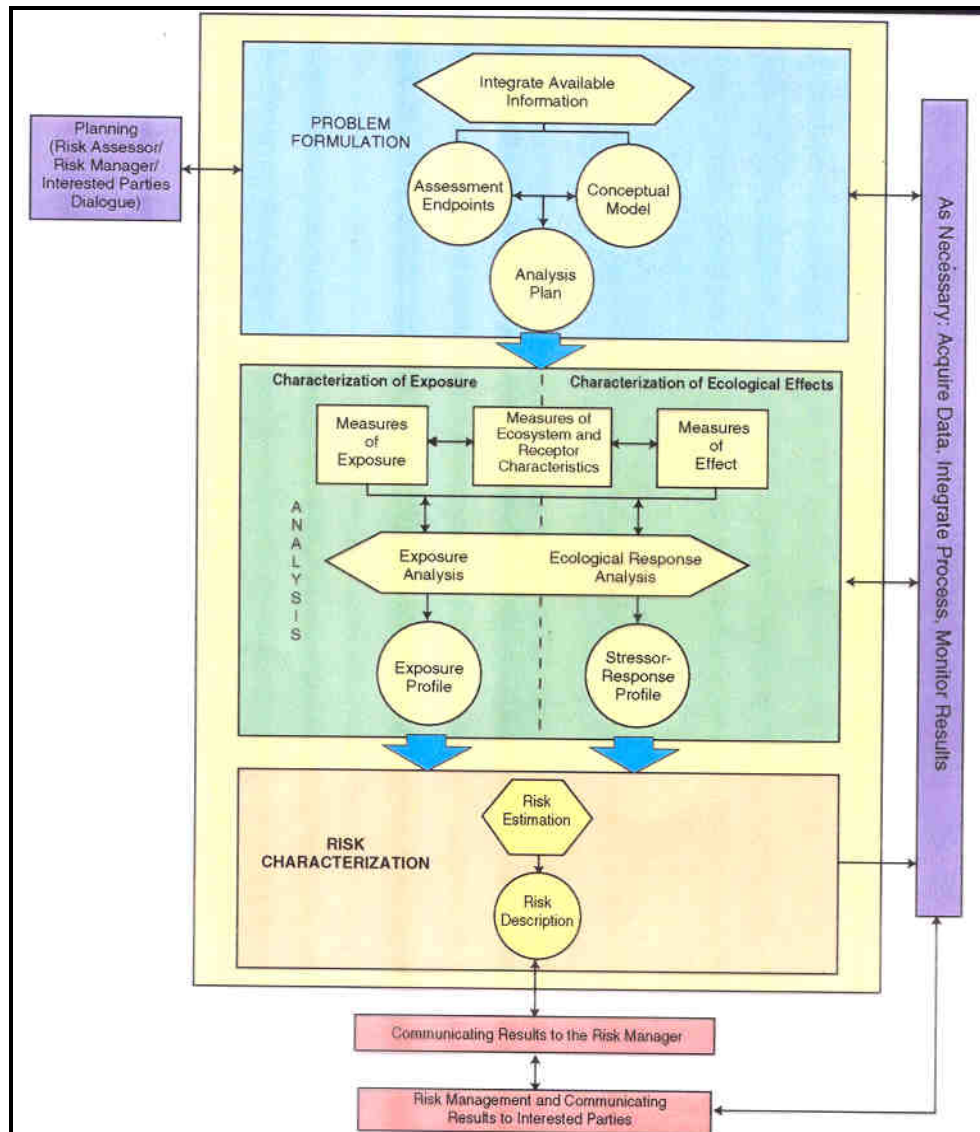 Integrate Available
Information
PROBLEM
FORMULATION
Planning
(Risk Assessor/
Risk Manager/
Interested Parties
Dialogue)
Assessment
Endpoints
Conceptual
Model
Analysis
Plan
As Necessary: Acquire Data, Integrate Process, Monitor Results
Characterization of Exposure
Characterization of Ecological Effects
Measures
of
Exposure
Measures of
Ecosystem and
Receptor
Characteristics
Measures
of
Effect
ANALYSIS
Exposure
Analysis
Ecological Response
Analysis
Exposure
Profile
Stressor-
Response
Profile
RISK
CHARACTERIZATION
Risk
Estimation
Risk
Description
Communicating Results to the Risk Manager
Risk Management and Communicating
Results to Interested Parties